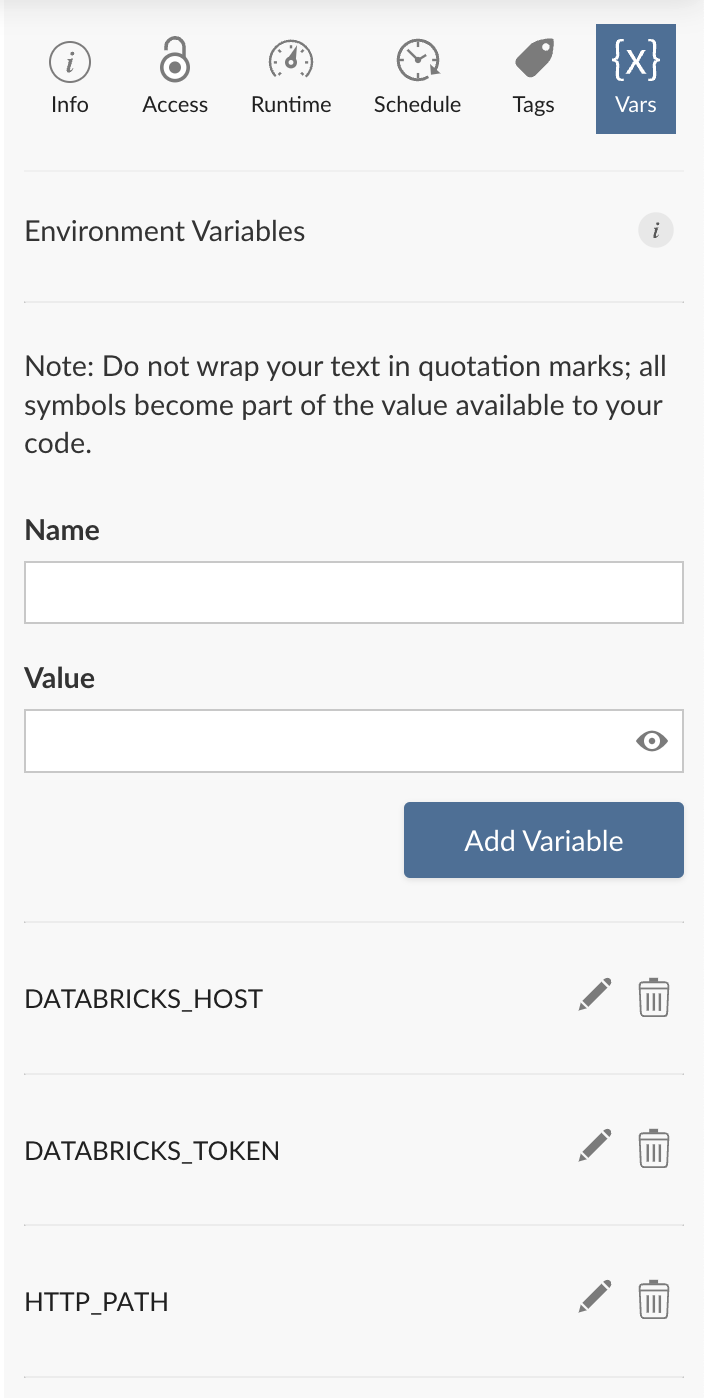 Info Access Runtime Schedule Tags {x} Vars
Environment Variables i
Note: Do not wrap your text in quotation marks; all
symbols become part of the value available to your
code.
Name
Value
Add Variable
DATABRICKS_HOST
DATABRICKS_TOKEN
HTTP_PATH